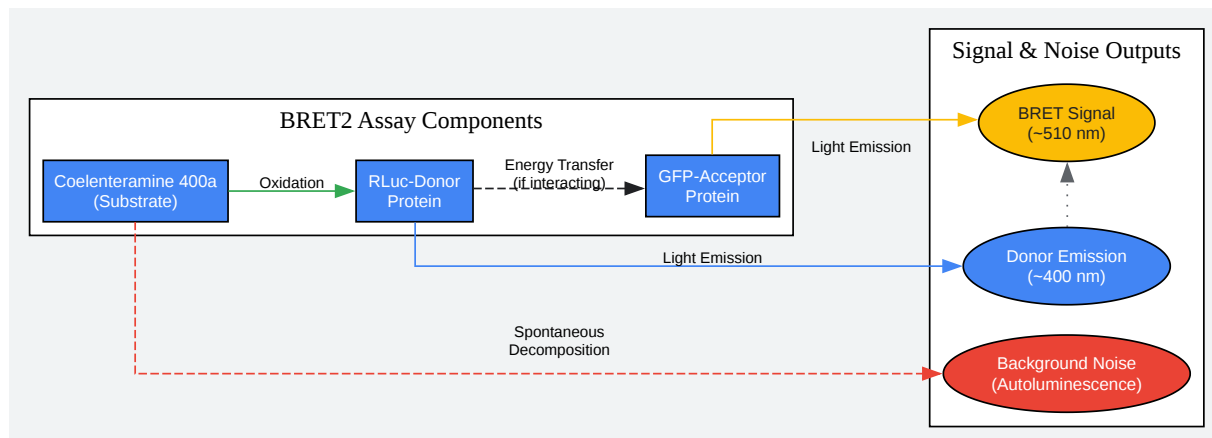 Signal & Noise Outputs
BRET Signal
(~510 nm)
BRET2 Assay Components
Light Emission
Energy Transfer
(if interacting)
Coelenteramine 400a
(Substrate)
Oxidation
RLuc-Donor
Protein
GFP-Acceptor
Protein
Light Emission
Donor Emission
(~400 nm)
Spontaneous
Decomposition
Background Noise
(Autoluminescence)